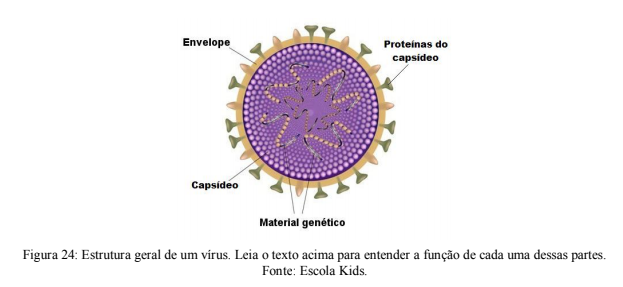 Envelope
Proteínas do
capsídeo
Capsídeo
Material genético
Figura 24: Estrutura geral de um vírus. Leia o texto acima para entender a função de cada uma dessas partes.
Fonte: Escola Kids.